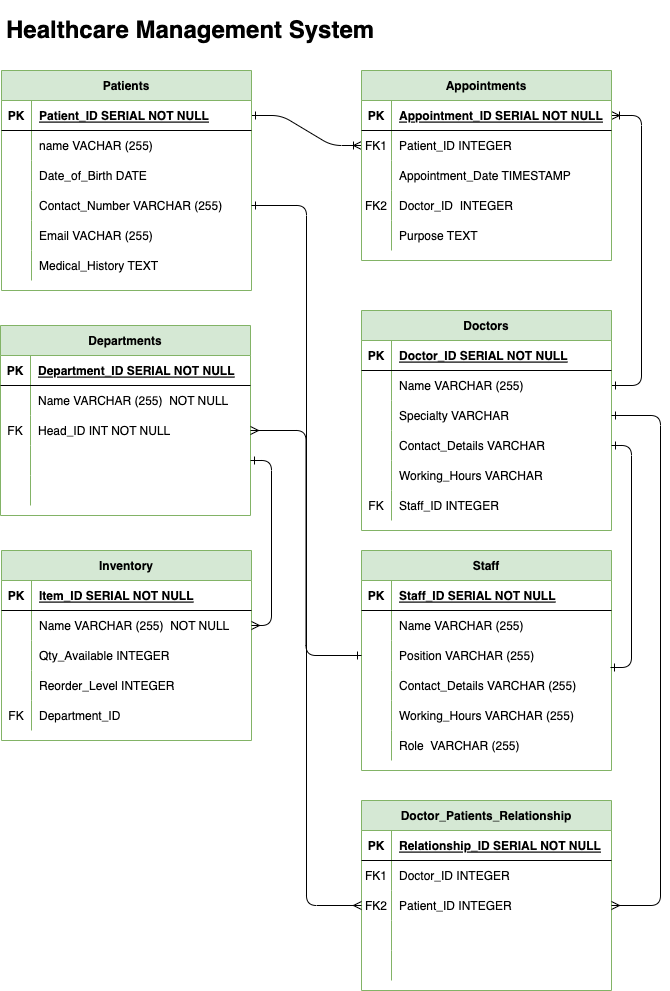 Healthcare Management System
Patients
PK Patient_ID SERIAL NOT NULL
name VACHAR (255)
Date_of_Birth DATE
Contact_Number VARCHAR (255)
Email VACHAR (255)
Medical_History TEXT
Appointments
PK Appointment_ID SERIAL NOT NULL
FK1 Patient_ID INTEGER
Appointment_Date TIMESTAMP
FK2 Doctor_ID INTEGER
Purpose TEXT
Departments
PK Department_ID SERIAL NOT NULL
Name VARCHAR (255) NOT NULL
FK Head_ID INT NOT NULL
Doctors
PK Doctor_ID SERIAL NOT NULL
Name VARCHAR (255)
Specialty VARCHAR
Contact_Details VARCHAR
Working_Hours VARCHAR
FK Staff_ID INTEGER
Inventory
PK Item_ID SERIAL NOT NULL
Name VARCHAR (255) NOT NULL
Qty_Available INTEGER
Reorder_Level INTEGER
FK Department_ID
Staff
PK Staff_ID SERIAL NOT NULL
Name VARCHAR (255)
Position VARCHAR (255)
Contact_Details VARCHAR (255)
Working_Hours VARCHAR (255)
Role VARCHAR (255)
Doctor_Patients_Relationship
PK Relationship_ID SERIAL NOT NULL
FK1 Doctor_ID INTEGER
FK2 Patient_ID INTEGER